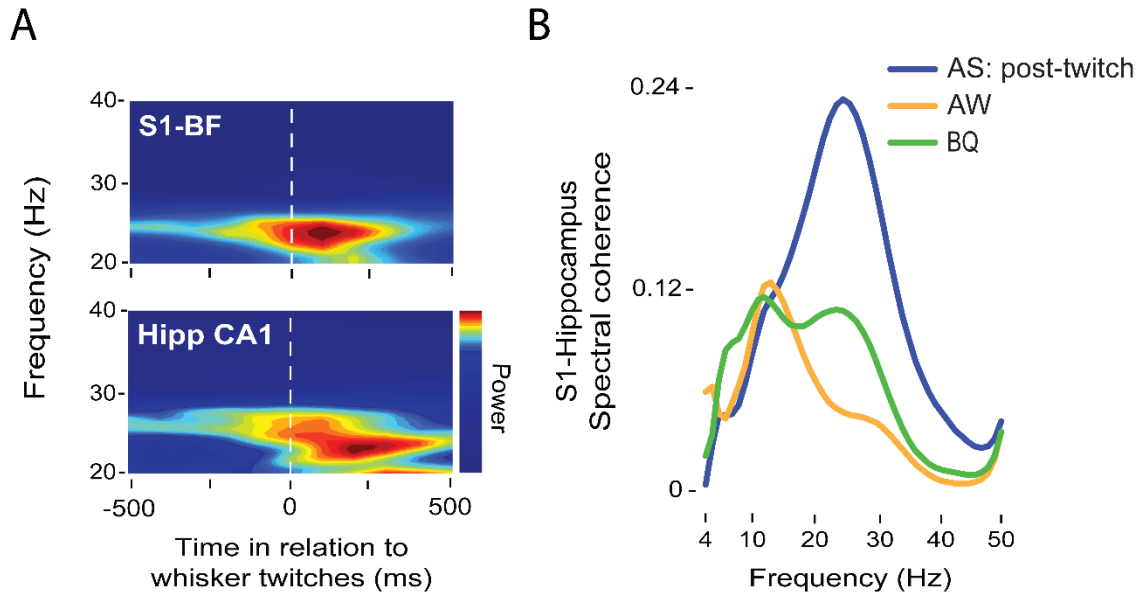 A
40-
S1-BF
30-
20-
40-
Hipp CA1
30-
20-
-500
0
500
Frequency (Hz)
Power
Time in relation to
whisker twitches (ms)
B
AS: post-twitch
AW
BQ
0.24 -
0.12 -
0 -
S1-Hippocampus
Spectral coherence
4
10
20
30
40
50
Frequency (Hz)